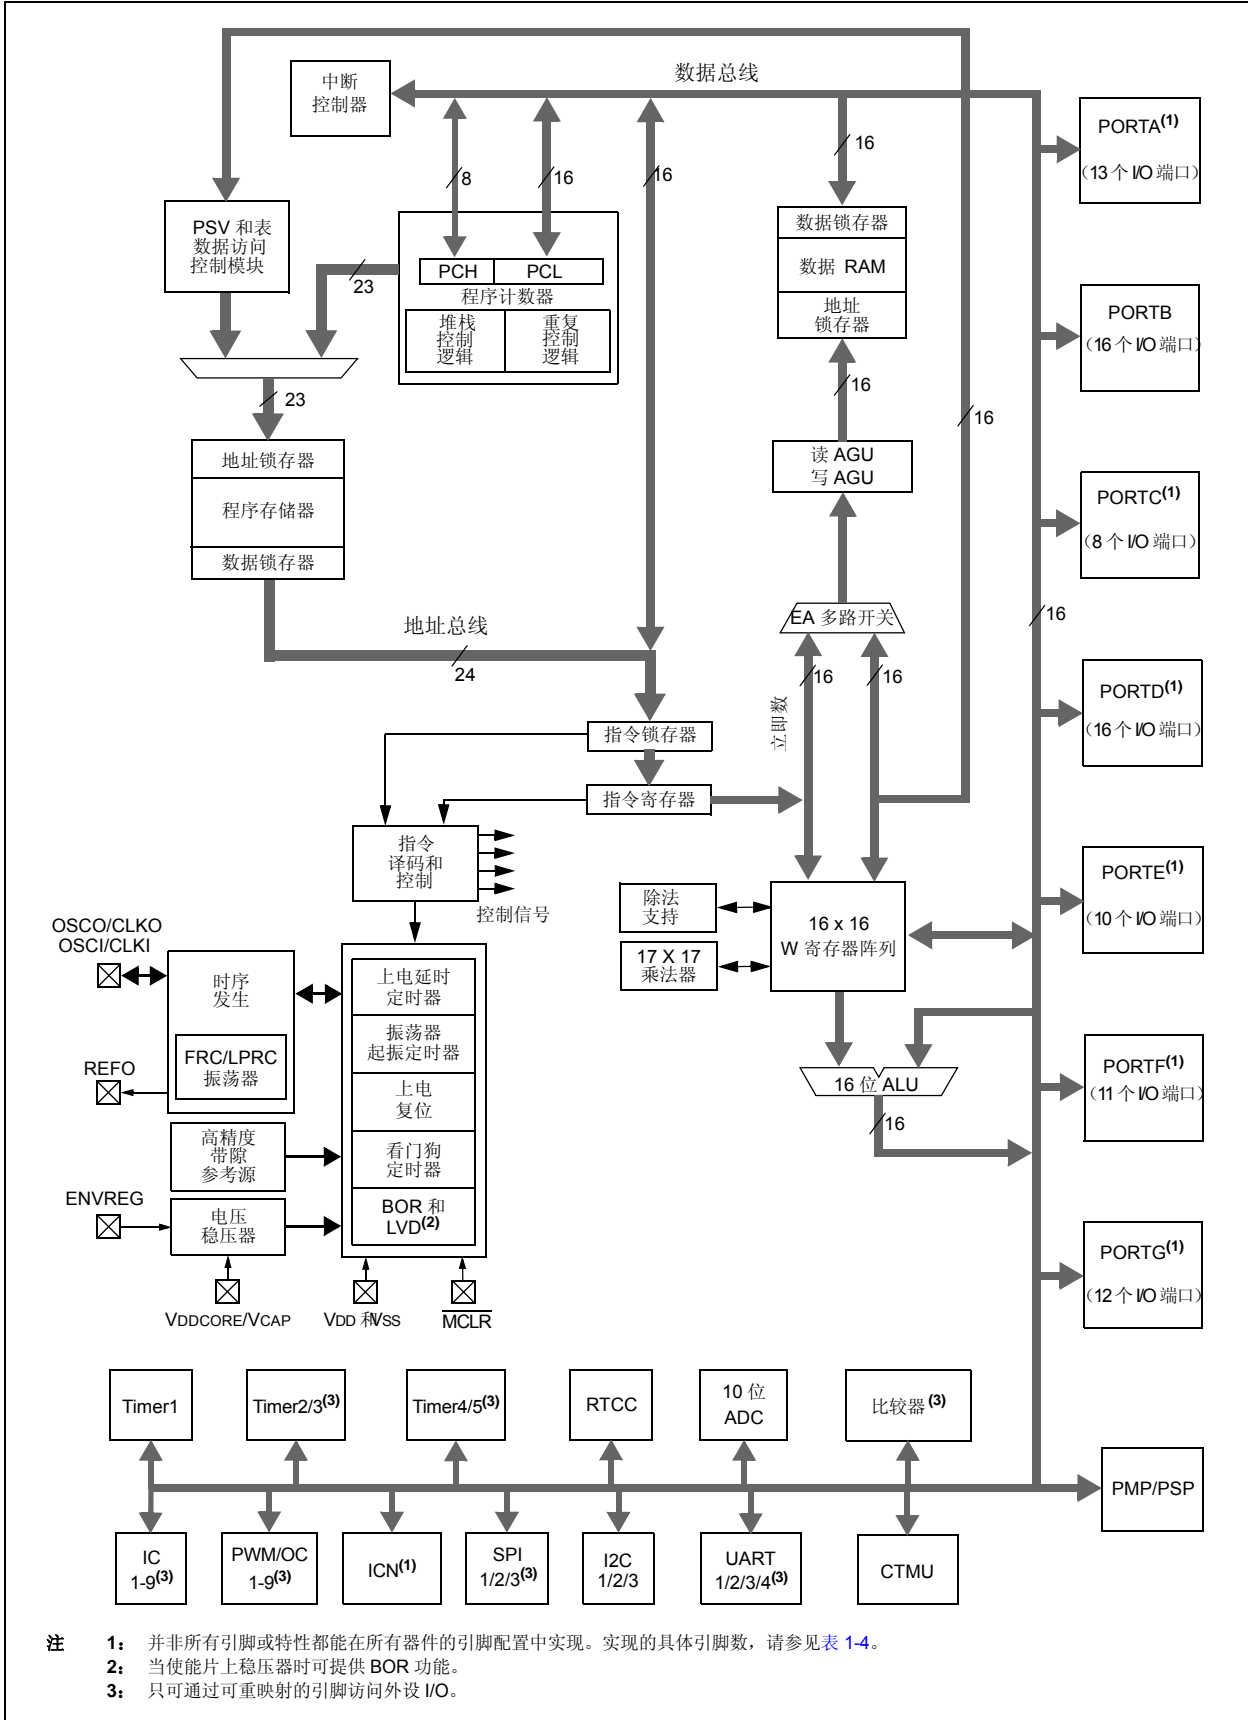 数据总线
中断
控制器
PORTA(1)
(13 个 I/O 端口)
8
16
16
16
PSV 和表
数据访问
控制模块
数据锁存器
数据 RAM
地址
锁存器
PCH
PCL
程序计数器
堆栈
控制
逻辑
重复
控制
逻辑
23
PORTB
(16 个 I/O 端口)
23
16
16
地址锁存器
程序存储器
数据锁存器
读 AGU
写 AGU
PORTC(1)
(8 个 I/O 端口)
地址总线
24
EA 多路开关
16
16
16
立即数
PORTD(1)
(16 个 I/O 端口)
指令锁存器
指令寄存器
指令
译码和
控制
控制信号
除法
支持
17 X 17
乘法器
16 x 16
W 寄存器阵列
PORTE(1)
(10 个 I/O 端口)
OSCO/CLKO
OSCI/CLKI
时序
发生
FRC/LPRC
振荡器
REFO
上电延时
定时器
振荡器
起振定时器
上电
复位
看门狗
定时器
BOR 和
LVD(2)
16 位 ALU
16
PORTF(1)
(11 个 I/O 端口)
高精度
带隙
参考源
ENVREG
电压
稳压器
VDDCORE/VCAP
VDD 和VSS
MCLR
PORTG(1)
(12 个 I/O 端口)
Timer1
Timer2/3(3)
Timer4/5(3)
RTCC
10 位
ADC
比较器(3)
PMP/PSP
IC
1-9(3)
PWM/OC
1-9(3)
ICN(1)
SPI
1/2/3(3)
I2C
1/2/3
UART
1/2/3/4(3)
CTMU
注 1: 并非所有引脚或特性都能在所有器件的引脚配置中实现。实现的具体引脚数，请参见表 1-4。
2: 当使能片上稳压器时可提供 BOR 功能。
3: 只可通过可重映射的引脚访问外设 I/O。